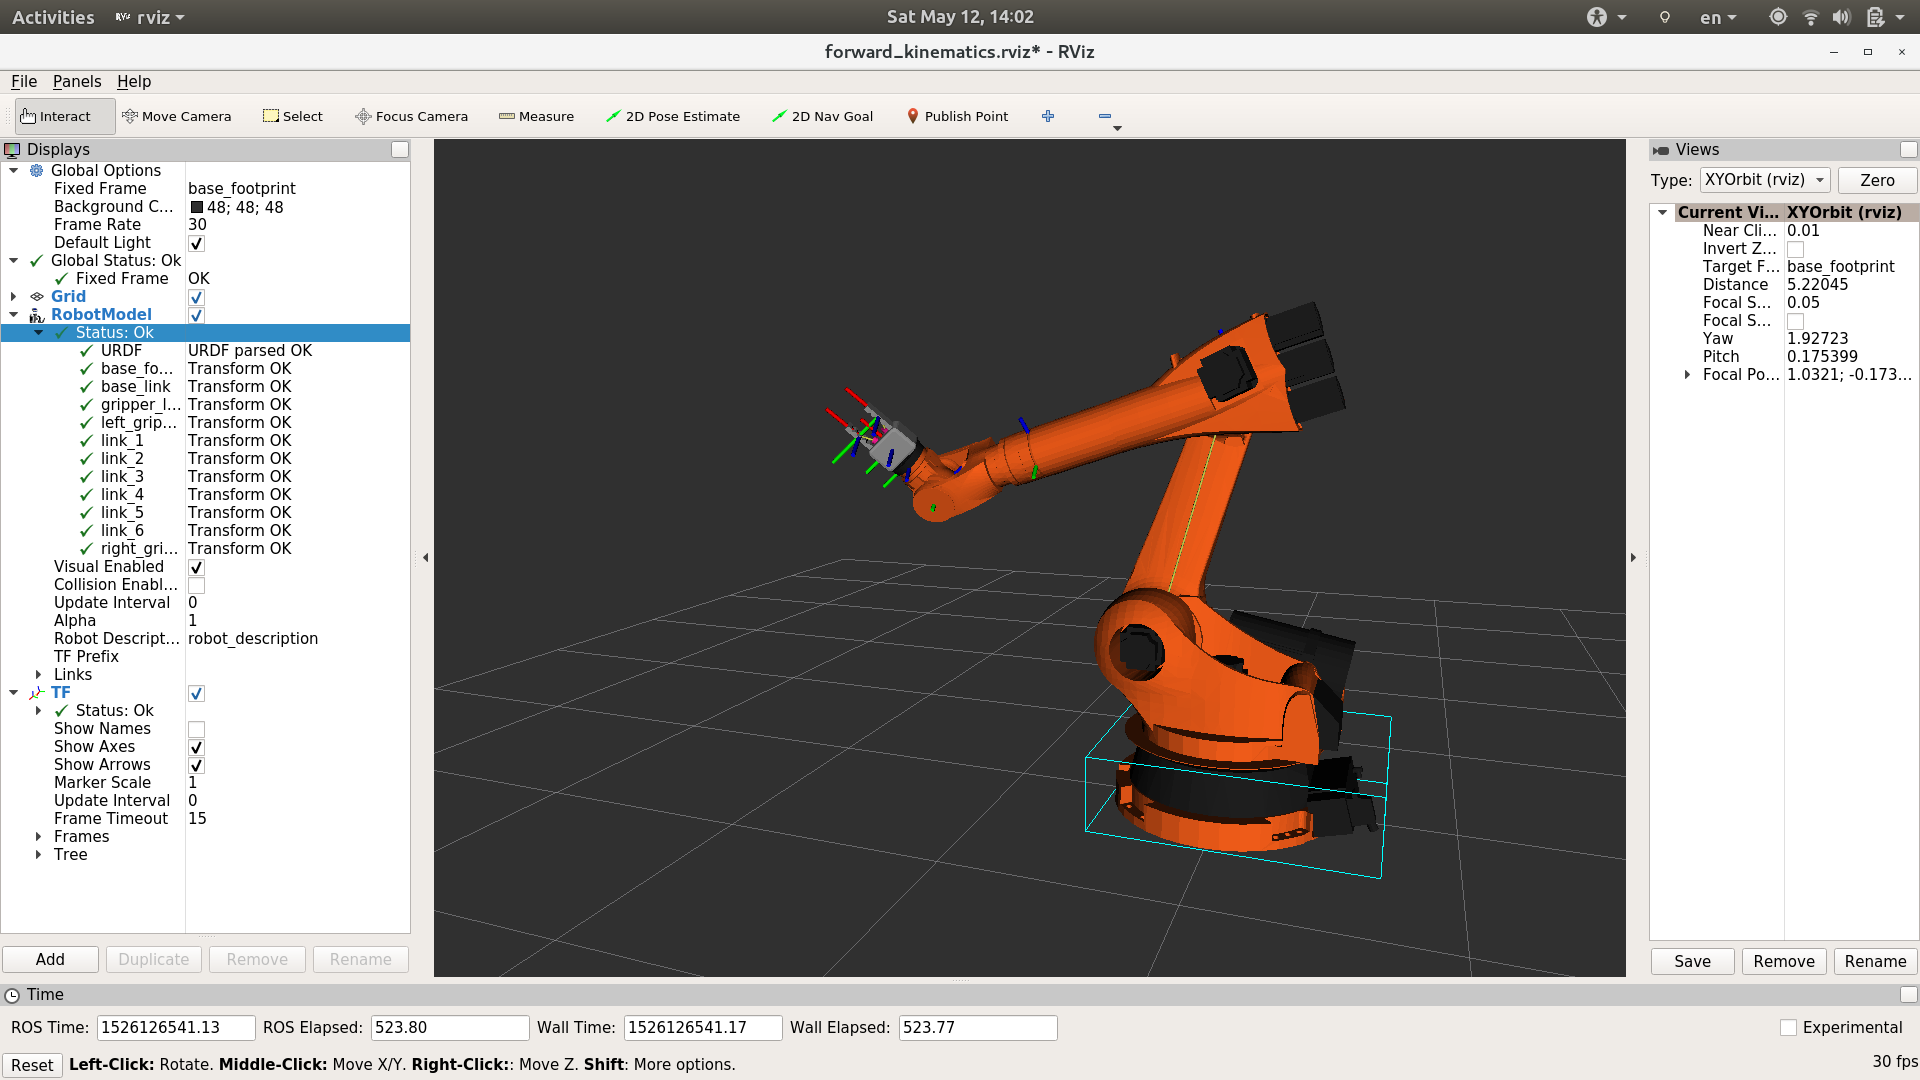 Activities rviz Sat May 12, 14:02 en
forward_kinematics.rviz* - RViz
File Panels Help
Interact Move Camera Select Focus Camera Measure 2D Pose Estimate 2D Nav Goal Publish Point
Displays
Global Options
Fixed Frame base_footprint
Background C... 48; 48; 48
Frame Rate 30
Default Light
Global Status: Ok
Fixed Frame OK
Grid
RobotModel
Status: Ok
URDF URDF parsed OK
base_fo... Transform OK
base_link Transform OK
gripper_l... Transform OK
left_grip... Transform OK
link_1 Transform OK
link_2 Transform OK
link_3 Transform OK
link_4 Transform OK
link_5 Transform OK
link_6 Transform OK
right_gri... Transform OK
Visual Enabled
Collision Enabl...
Update Interval 0
Alpha 1
Robot Descript... robot_description
TF Prefix
Links
TF
Status: Ok
Show Names
Show Axes
Show Arrows
Marker Scale 1
Update Interval 0
Frame Timeout 15
Frames
Tree
Add Duplicate Remove Rename
Views
Type: XYOrbit (rviz) Zero
Current Vi... XYOrbit (rviz)
Near Cli... 0.01
Invert Z...
Target F... base_footprint
Distance 5.22045
Focal S... 0.05
Focal S...
Yaw 1.92723
Pitch 0.175399
Focal Po... 1.0321; -0.173...
Save Remove Rename
Time
ROS Time: 1526126541.13 ROS Elapsed: 523.80 Wall Time: 1526126541.17 Wall Elapsed: 523.77 Experimental
Reset Left-Click: Rotate. Middle-Click: Move X/Y. Right-Click:: Move Z. Shift: More options. 30 fps